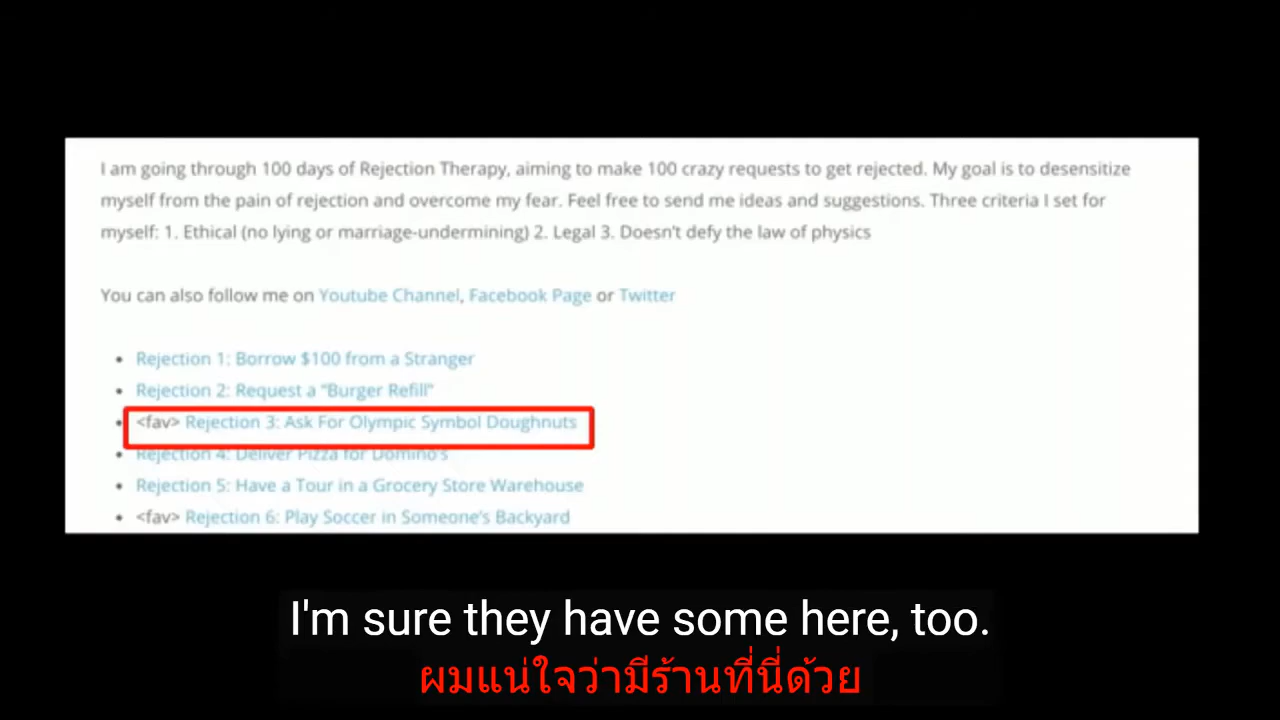 I am going through 100 days of Rejection Therapy, aiming to make 100 crazy requests to get rejected. My goal is to desensitize
myself from the pain of rejection and overcome my fear. Feel free to send me ideas and suggestions. Three criteria I set for
myself: 1. Ethical (no lying or marriage-undermining) 2. Legal 3. Doesn't defy the law of physics
You can also follow me on Youtube Channel, Facebook Page or Twitter
• Rejection 1: Borrow $100 from a Stranger
• Rejection 2: Request a "Burger Refill"
• <fav> Rejection 3: Ask For Olympic Symbol Doughnuts
• Rejection 4: Deliver Pizza for Domino's
• Rejection 5: Have a Tour in a Grocery Store Warehouse
• <fav> Rejection 6: Play Soccer in Someone's Backyard
I'm sure they have some here, too.
ผมแน่ใจว่ามีร้านที่นี่ด้วย